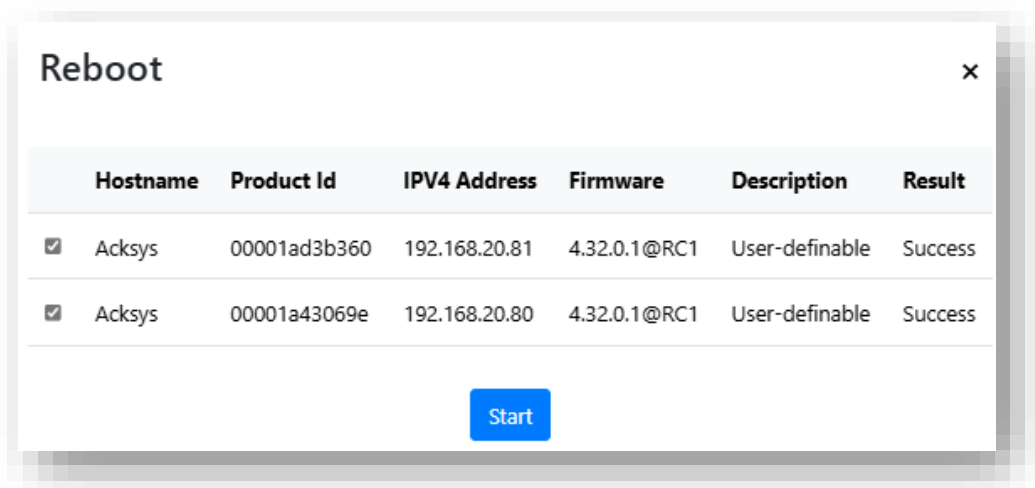 Reboot ×
Hostname Product Id IPV4 Address Firmware Description Result
Acksys 00001ad3b360 192.168.20.81 4.32.0.1@RC1 User-definable Success
Acksys 00001a43069e 192.168.20.80 4.32.0.1@RC1 User-definable Success
Start